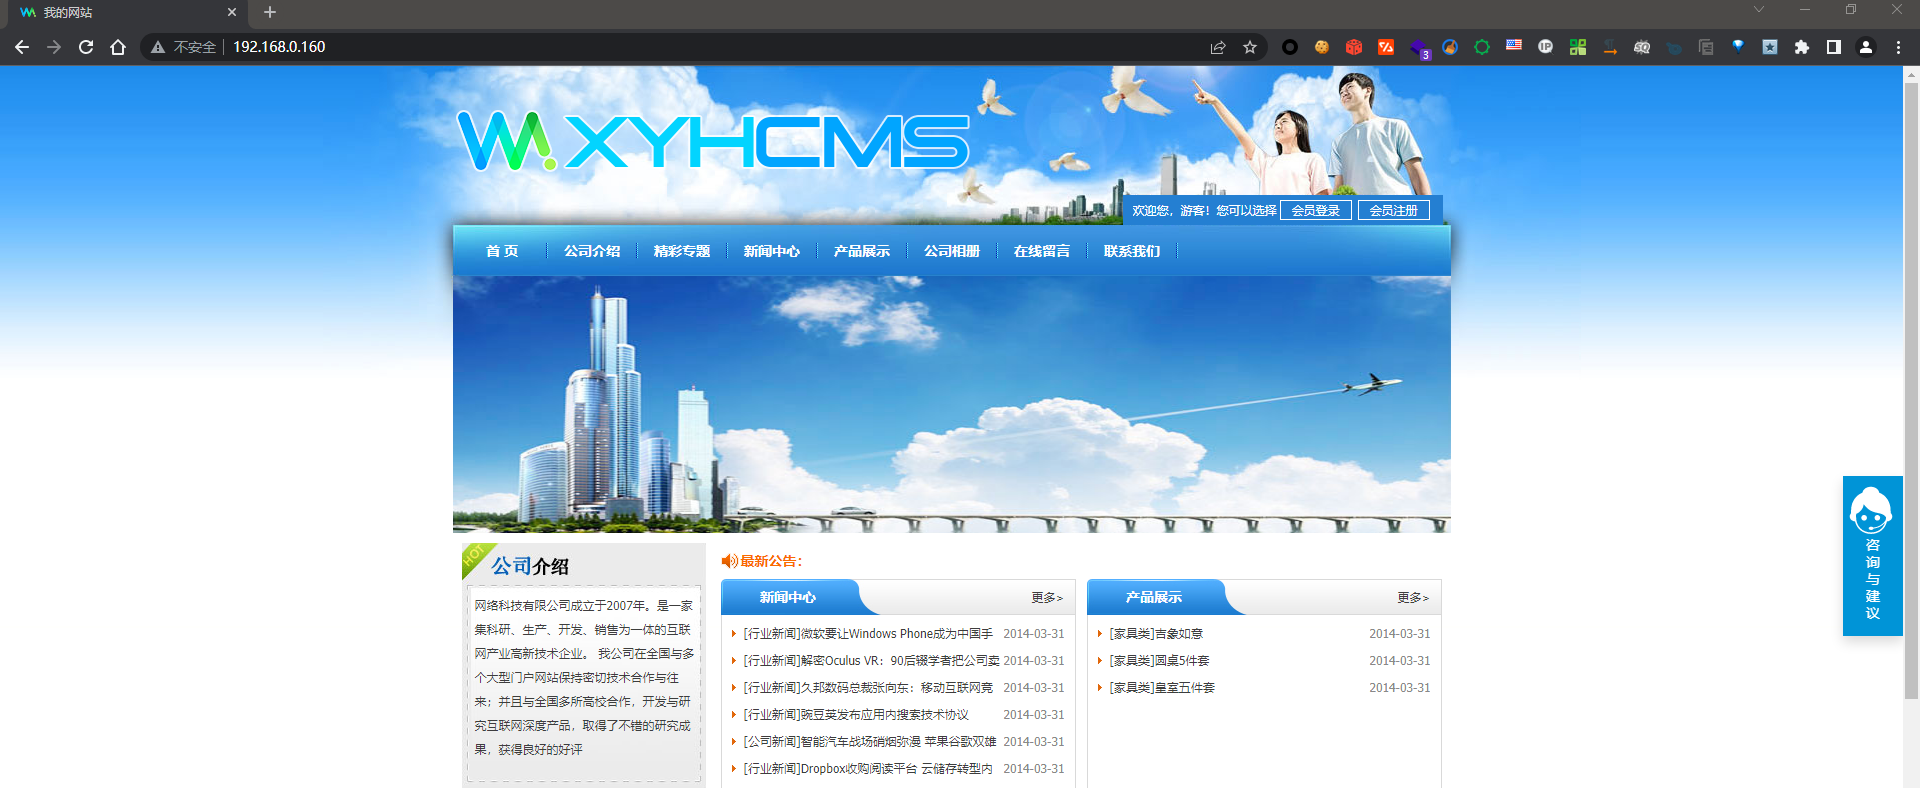 我的网站
不安全 192.168.0.160
3
XYHCMS
欢迎您，游客！您可以选择 会员登录 会员注册
首 页 公司介绍 精彩专题 新闻中心 产品展示 公司相册 在线留言 联系我们
HOT
公司介绍
网络科技有限公司成立于2007年。是一家
集科研、生产、开发、销售为一体的互联
网产业高新技术企业。 我公司在全国与多
个大型门户网站保持密切技术合作与往
来；并且与全国多所高校合作，开发与研
究互联网深度产品，取得了不错的研究成
果，获得良好的好评
最新公告：
新闻中心 更多>
[行业新闻]微软要让Windows Phone成为中国手 2014-03-31
[行业新闻]解密Oculus VR：90后辍学者把公司卖 2014-03-31
[行业新闻]久邦数码总裁张向东：移动互联网竞 2014-03-31
[行业新闻]豌豆荚发布应用内搜索技术协议 2014-03-31
[公司新闻]智能汽车战场硝烟弥漫 苹果谷歌双雄 2014-03-31
[行业新闻]Dropbox收购阅读平台 云储存转型内 2014-03-31
产品展示 更多>
[家具类]吉象如意 2014-03-31
[家具类]圆桌5件套 2014-03-31
[家具类]皇室五件套 2014-03-31
咨
询
与
建
议